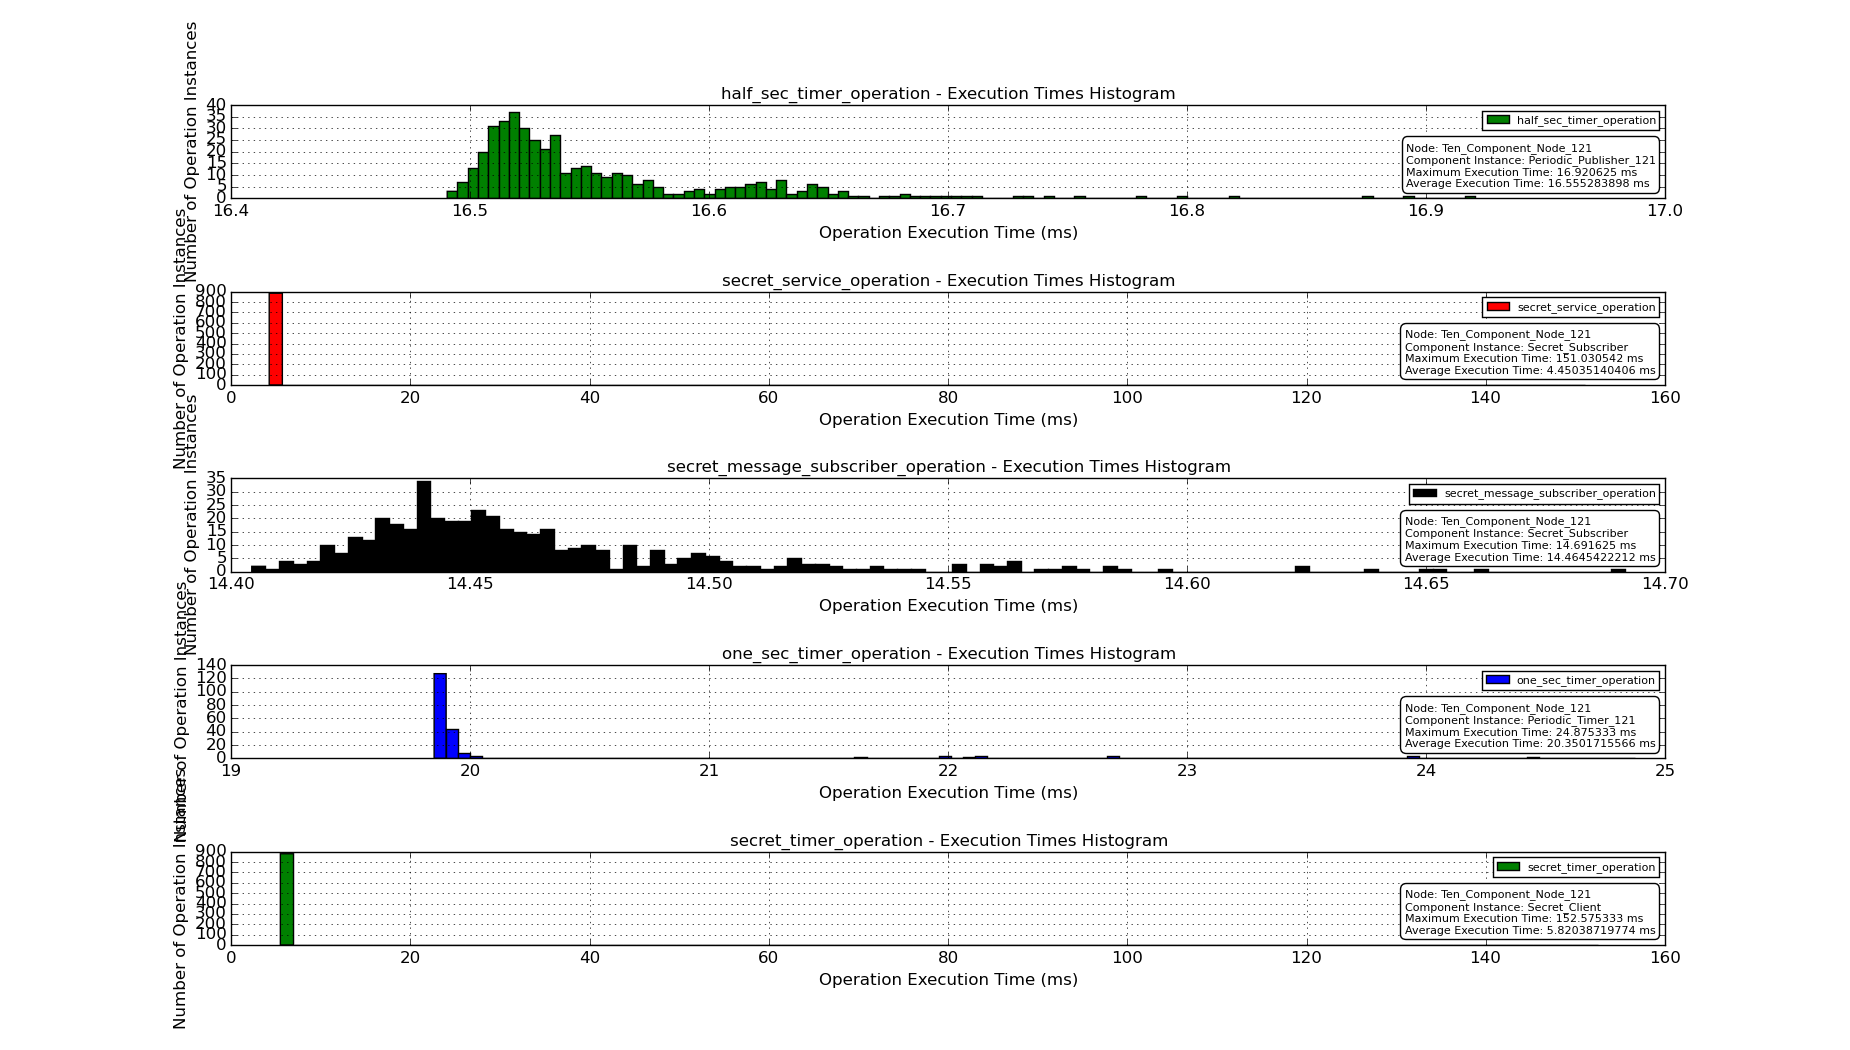 half_sec_timer_operation - Execution Times Histogram
Number of Operation Instances
40
35
30
25
20
15
10
5
0
half_sec_timer_operation
Node: Ten_Component_Node_121
Component Instance: Periodic_Publisher_121
Maximum Execution Time: 16.920625 ms
Average Execution Time: 16.555283898 ms
16.4 16.5 16.6 16.7 16.8 16.9 17.0
Operation Execution Time (ms)
secret_service_operation - Execution Times Histogram
Number of Operation Instances
900
800
700
600
500
400
300
200
100
0
secret_service_operation
Node: Ten_Component_Node_121
Component Instance: Secret_Subscriber
Maximum Execution Time: 151.030542 ms
Average Execution Time: 4.45035140406 ms
0 20 40 60 80 100 120 140 160
Operation Execution Time (ms)
secret_message_subscriber_operation - Execution Times Histogram
Number of Operation Instances
35
30
25
20
15
10
5
0
secret_message_subscriber_operation
Node: Ten_Component_Node_121
Component Instance: Secret_Subscriber
Maximum Execution Time: 14.691625 ms
Average Execution Time: 14.4645422212 ms
14.40 14.45 14.50 14.55 14.60 14.65 14.70
Operation Execution Time (ms)
one_sec_timer_operation - Execution Times Histogram
Number of Operation Instances
140
120
100
80
60
40
20
0
one_sec_timer_operation
Node: Ten_Component_Node_121
Component Instance: Periodic_Timer_121
Maximum Execution Time: 24.875333 ms
Average Execution Time: 20.3501715566 ms
19 20 21 22 23 24 25
Operation Execution Time (ms)
secret_timer_operation - Execution Times Histogram
Number of Operation Instances
900
800
700
600
500
400
300
200
100
0
secret_timer_operation
Node: Ten_Component_Node_121
Component Instance: Secret_Client
Maximum Execution Time: 152.575333 ms
Average Execution Time: 5.82038719774 ms
0 20 40 60 80 100 120 140 160
Operation Execution Time (ms)